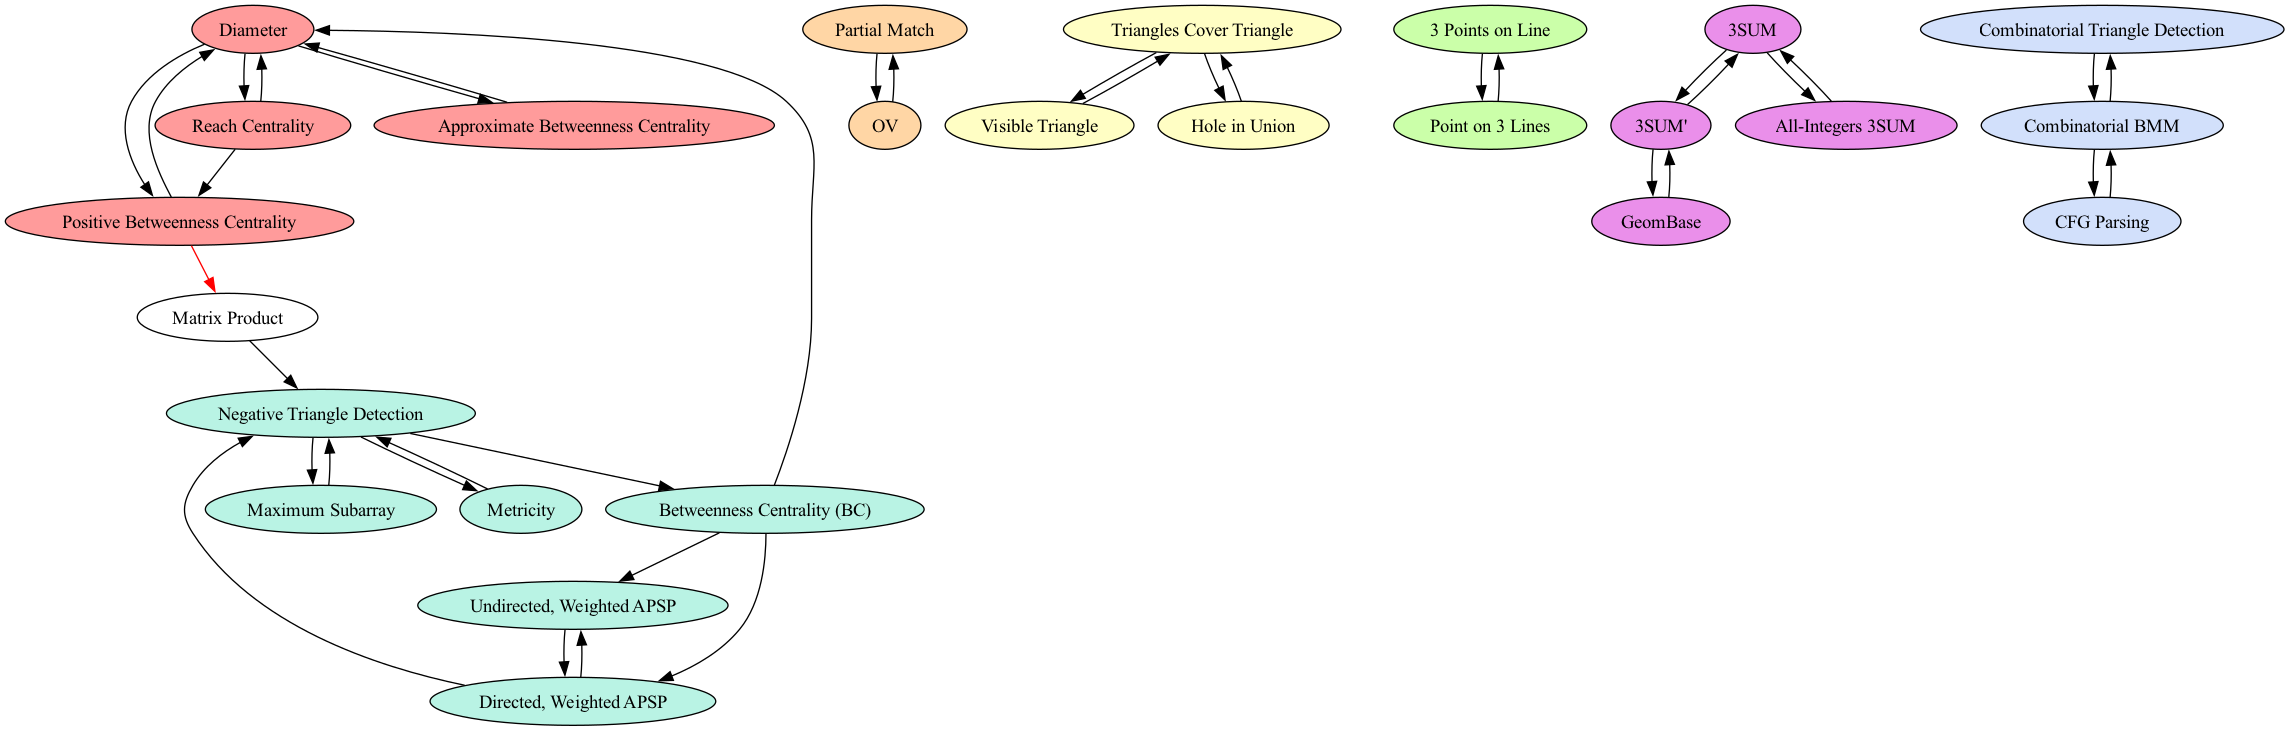 Diameter
Partial Match
Triangles Cover Triangle
3 Points on Line
3SUM
Combinatorial Triangle Detection
Reach Centrality
Approximate Betweenness Centrality
OV
Visible Triangle
Hole in Union
Point on 3 Lines
3SUM'
All-Integers 3SUM
Combinatorial BMM
Positive Betweenness Centrality
GeomBase
CFG Parsing
Matrix Product
Negative Triangle Detection
Maximum Subarray
Metricity
Betweenness Centrality (BC)
Undirected, Weighted APSP
Directed, Weighted APSP